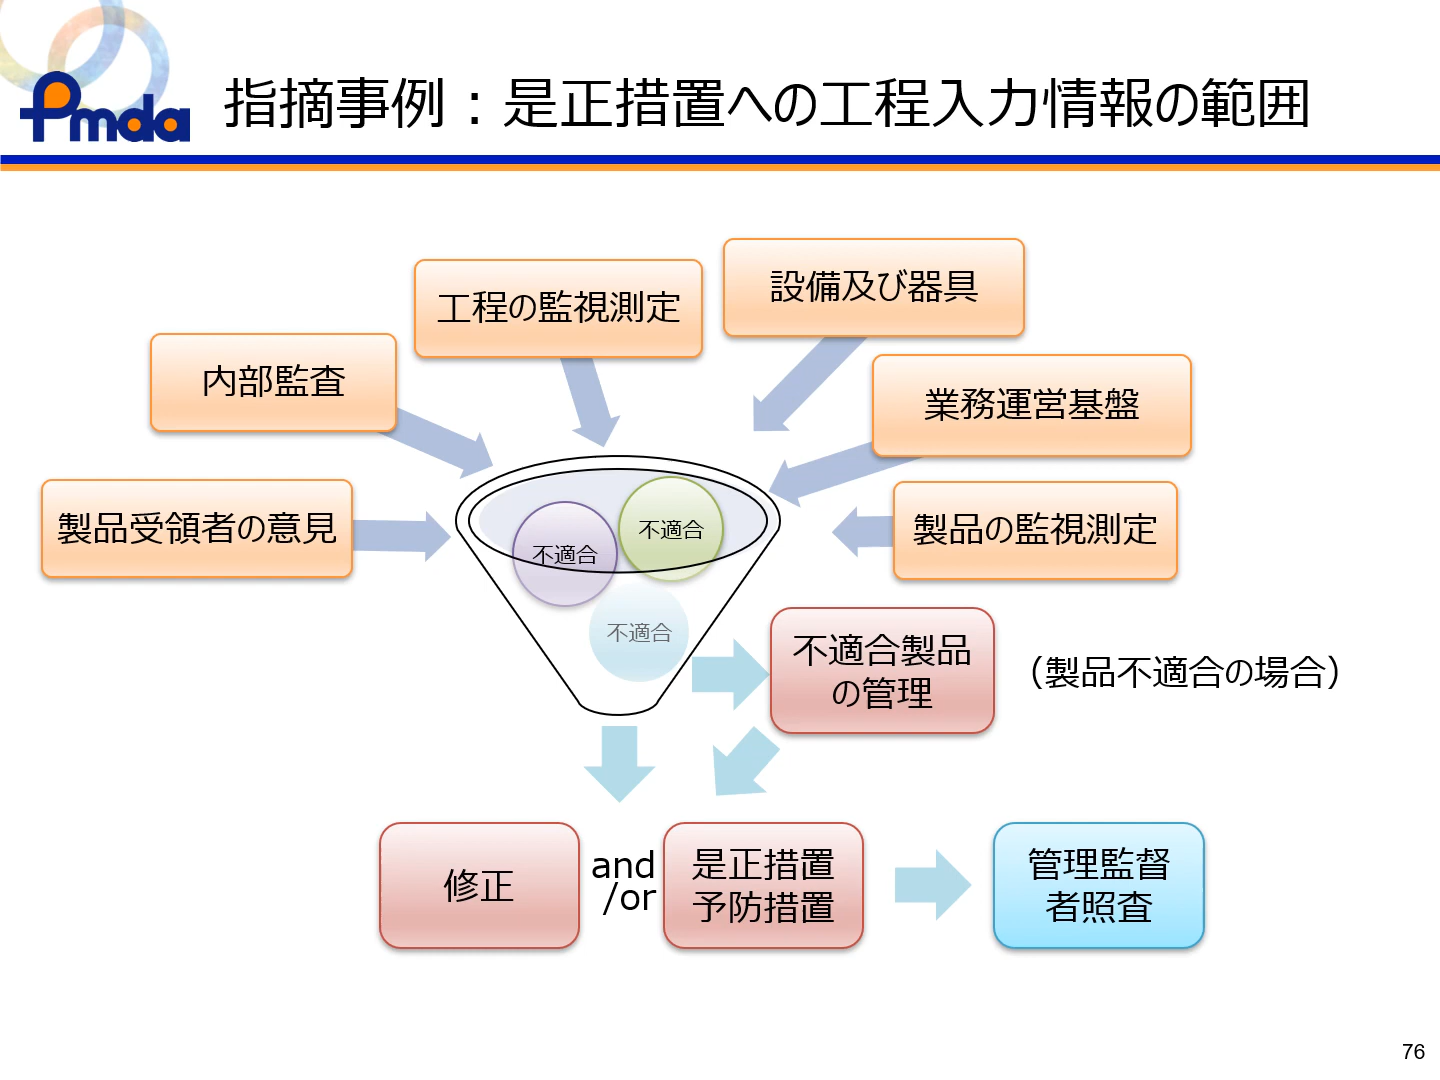 Pmda
指摘事例：是正措置への工程入力情報の範囲
設備及び器具
工程の監視測定
内部監査
業務運営基盤
製品受領者の意見
製品の監視測定
不適合
不適合
不適合
不適合製品
の管理
（製品不適合の場合）
修正
and
/or
是正措置
予防措置
管理監督
者照査
76